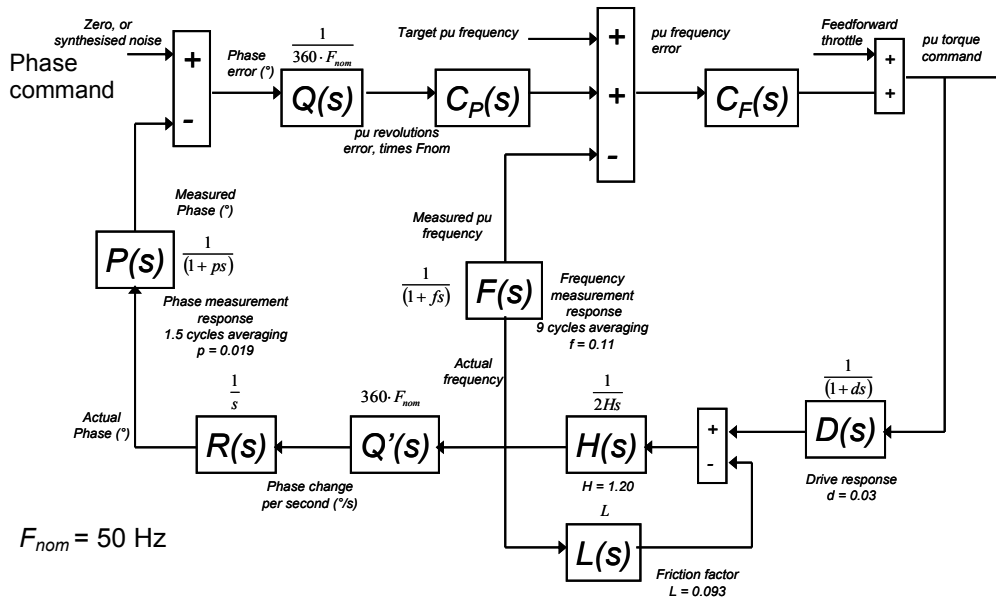 Zero, or
synthesised noise
Phase
command
+
-
Phase
error (°)
1
360· Fnom
Q(s)
pu revolutions
error, times Fnom
CP(s)
Target pu frequency
+
+
-
pu frequency
error
CF(s)
Feedforward
throttle
+
+
pu torque
command
Measured
Phase (°)
P(s)
1
(1+ ps)
Phase measurement
response
1.5 cycles averaging
p = 0.019
Measured pu
frequency
1
(1+ fs)
F(s)
Frequency
measurement
response
9 cycles averaging
f = 0.11
Actual
frequency
Actual
Phase (°)
1
s
R(s)
360· Fnom
Q’(s)
Phase change
per second (°/s)
1
2Hs
H(s)
H = 1.20
+
-
1
(1+ ds)
D(s)
Drive response
d = 0.03
L
L(s)
Friction factor
L = 0.093
Fnom = 50 Hz